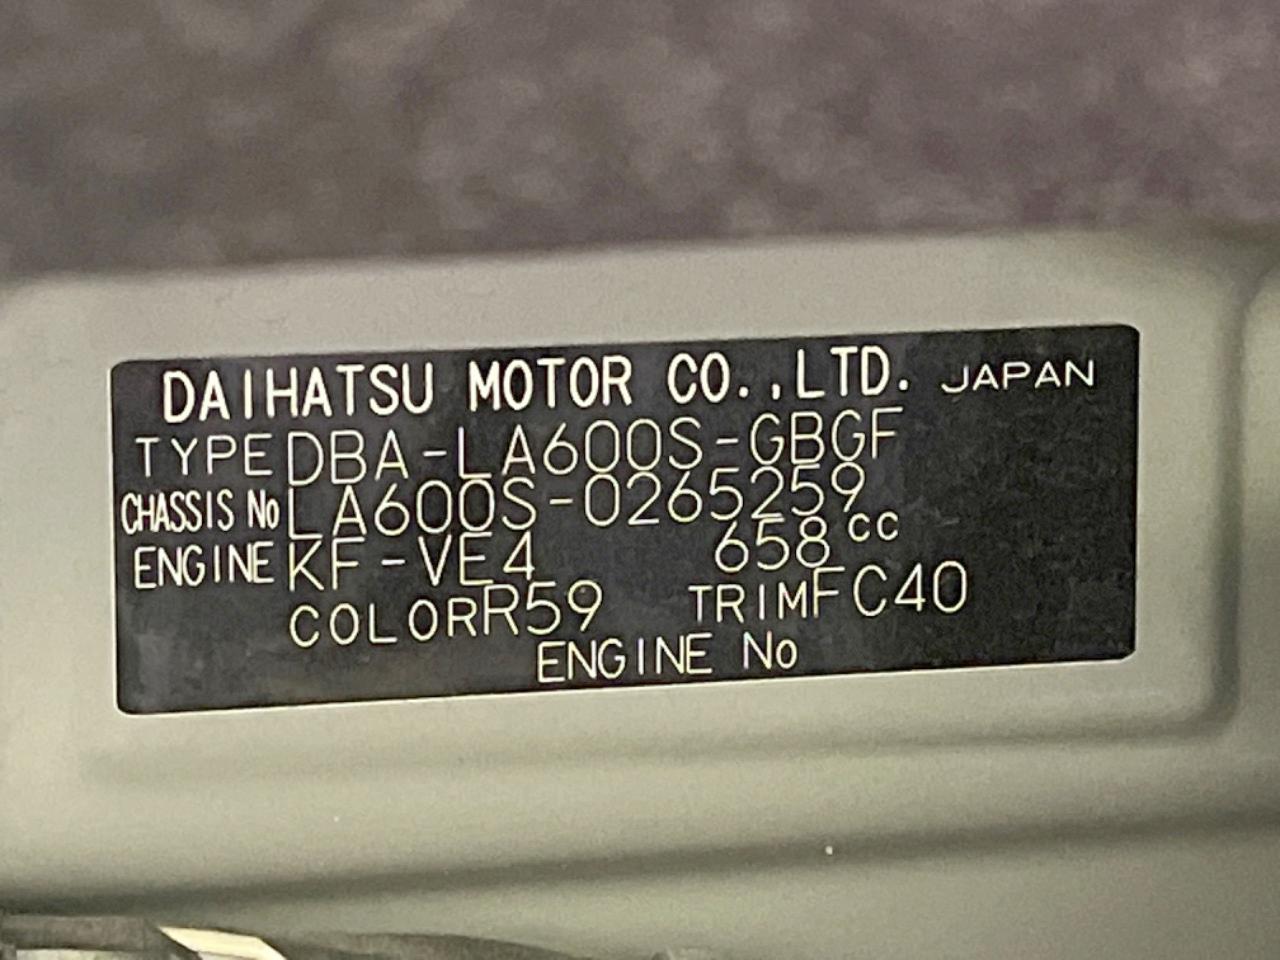 DAIHATSU MOTOR CO.,LTD. JAPAN
TYPE DBA-LA600S-GBGF
CHASSIS No LA600S-0265259
ENGINE KF-VE4 658cc
COLOR R59 TRIM FC40
ENGINE No